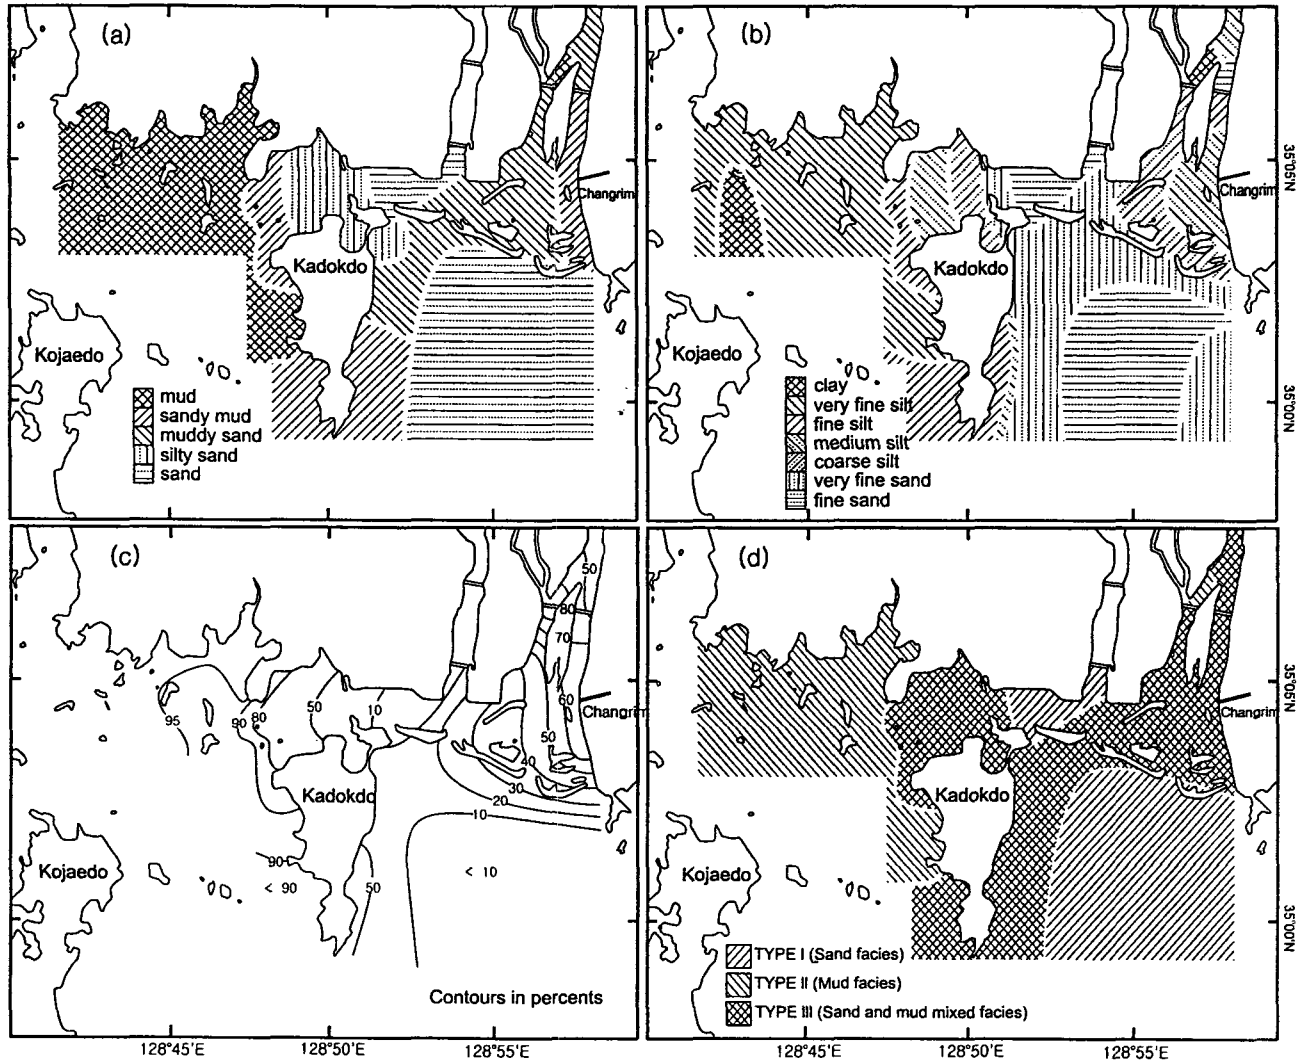 (a)
Changrim
Kadokdo
Kojaedo
mud
sandy mud
muddy sand
silty sand
sand
(b)
35°05'N
Changrim
Kadokdo
Kojaedo
clay
very fine silt
fine silt
medium silt
coarse silt
very fine sand
fine sand
35°00'N
(c)
50
80
70
95
90
80
50
10
60
Changrim
50
40
30
20
10
Kadokdo
90
< 90
50
< 10
Kojaedo
Contours in percents
128°45'E
128°50'E
128°55'E
(d)
35°05'N
Changrim
Kadokdo
Kojaedo
35°00'N
TYPE I (Sand facies)
TYPE II (Mud facies)
TYPE III (Sand and mud mixed facies)
128°45'E
128°50'E
128°55'E